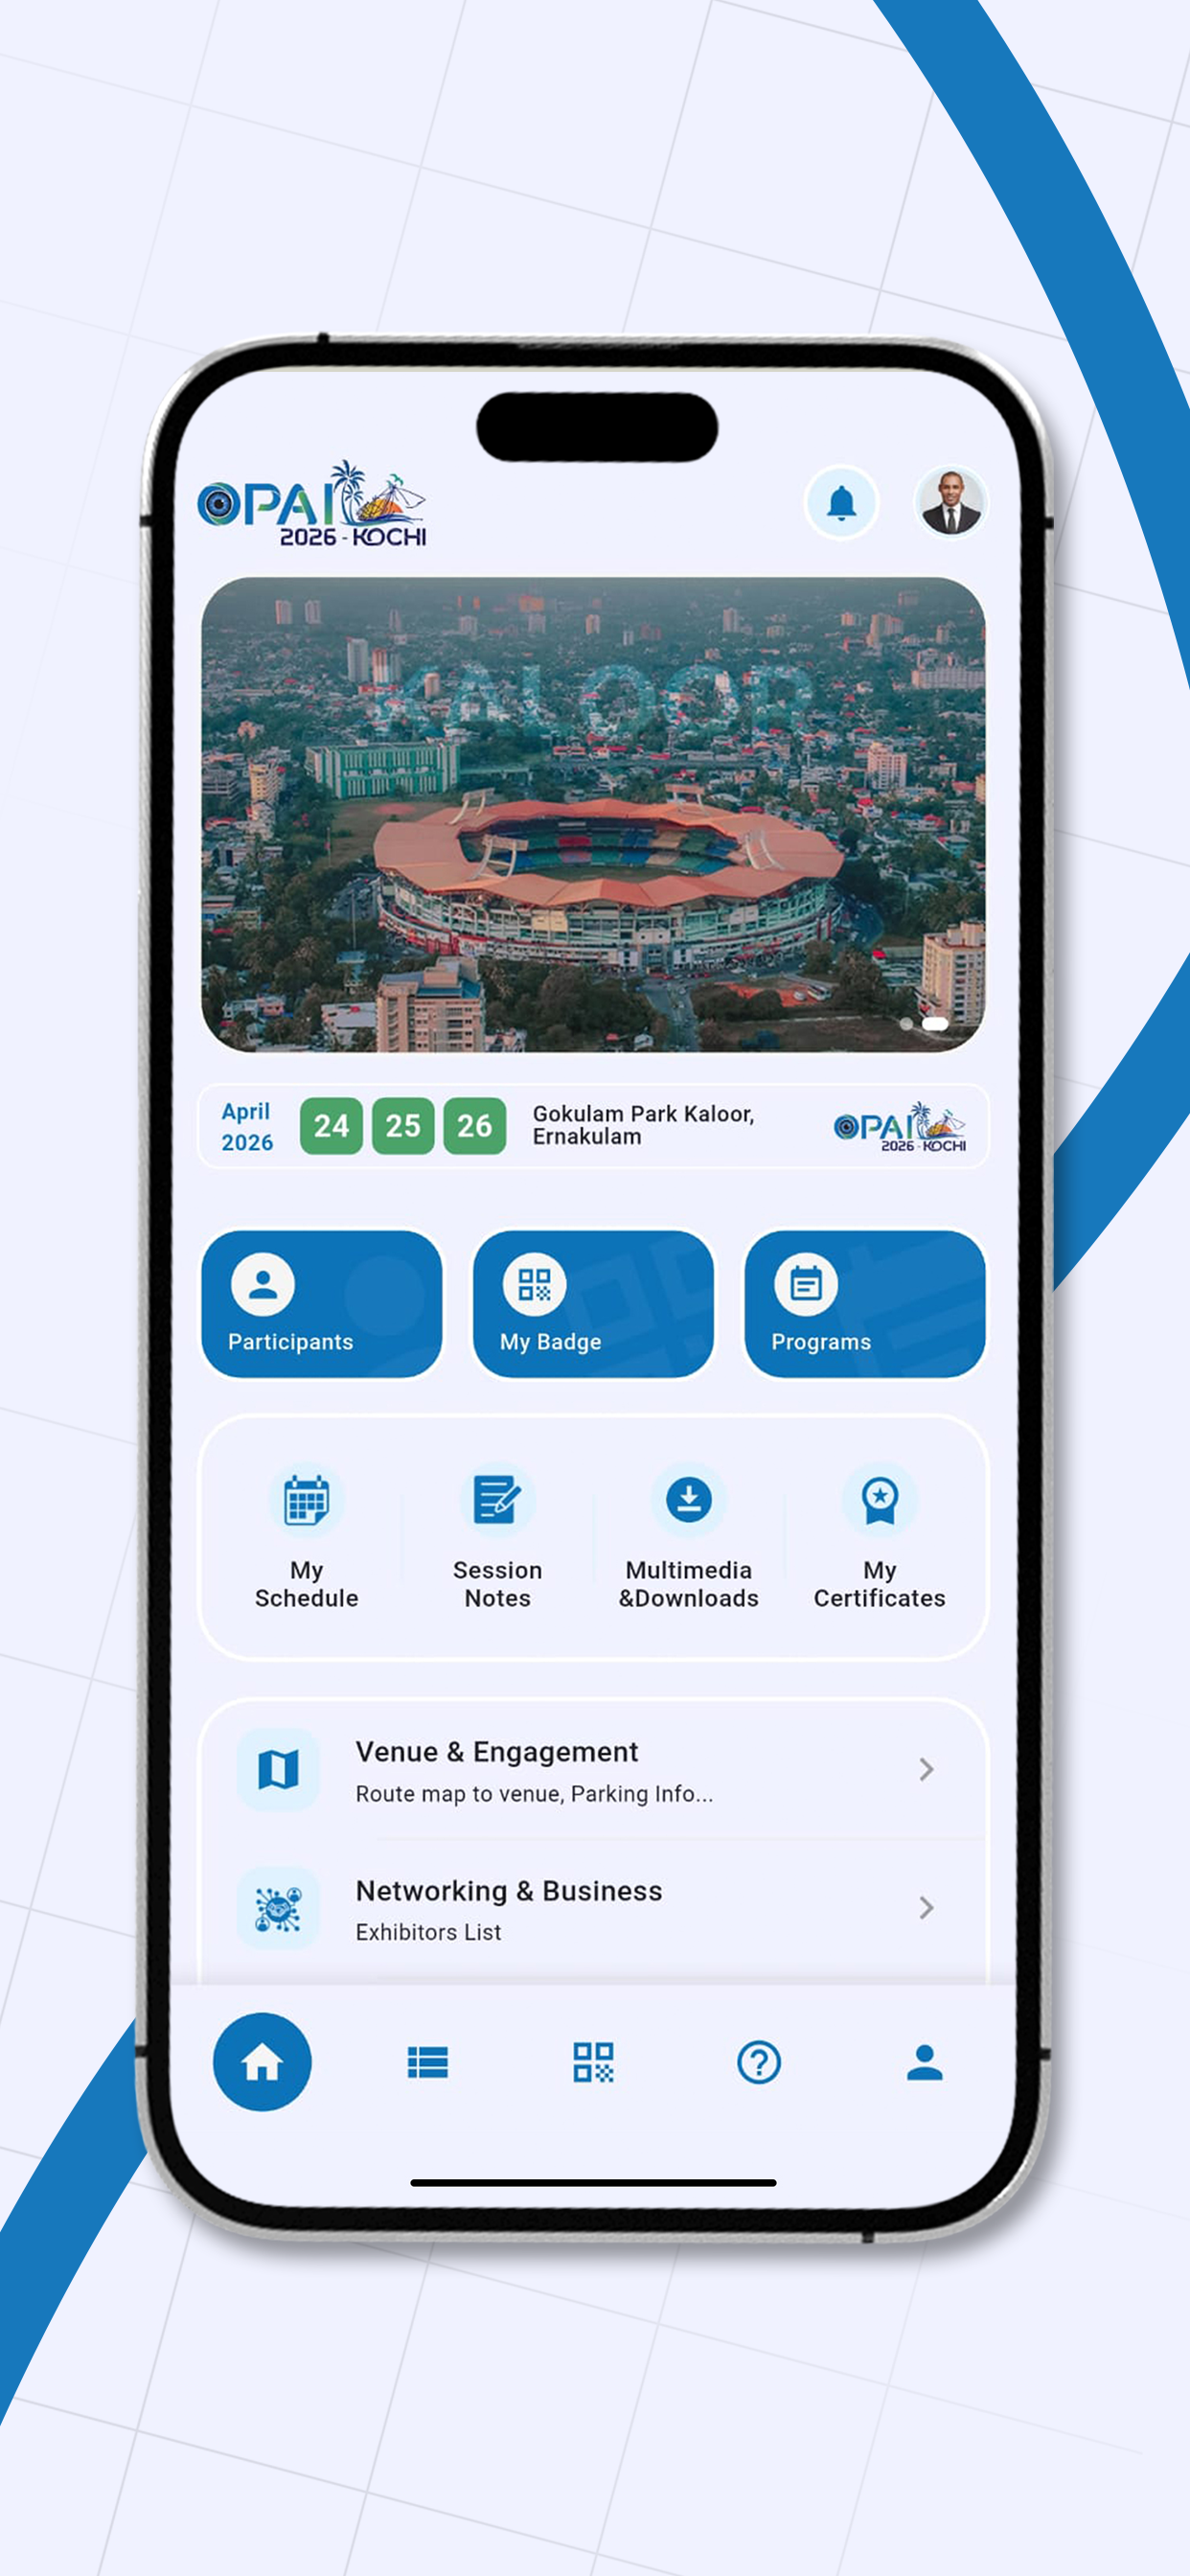 OPAI
2026 - KOCHI
KALOOR
April
2026
24
25
26
Gokulam Park Kaloor,
Ernakulam
OPAI
2026 - KOCHI
Participants
My Badge
Programs
My
Schedule
Session
Notes
Multimedia
&Downloads
My
Certificates
Venue & Engagement
Route map to venue, Parking Info...
Networking & Business
Exhibitors List